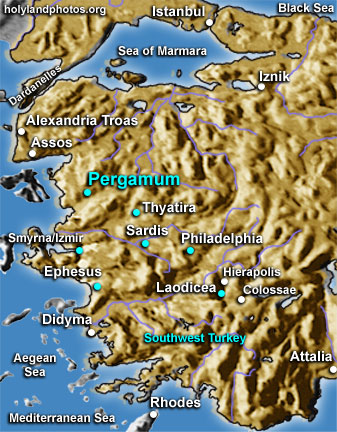 holylandphotos.org
Istanbul
Black Sea
Sea of Marmara
Dardanelles
Iznik
Alexandria Troas
Assos
Pergamum
Thyatira
Sardis
Smyrna/Izmir
Philadelphia
Ephesus
Hierapolis
Laodicea
Colossae
Didyma
Southwest Turkey
Aegean
Sea
Attalia
Rhodes
Mediterranean Sea